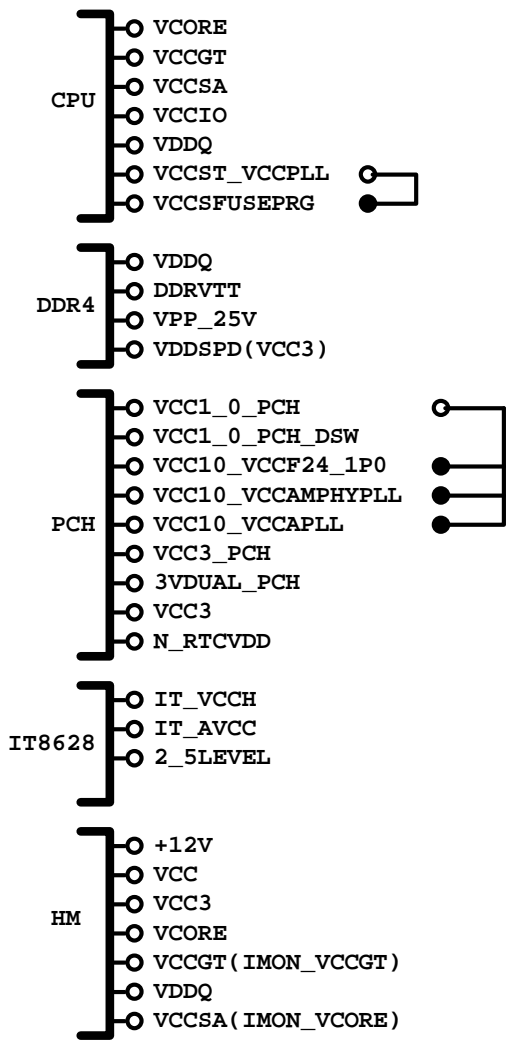 VCORE
VCCGT
VCCSA
CPU
VCCIO
VDDQ
VCCST_VCCPLL
VCCSFUSEPRG
VDDQ
DDRVTT
DDR4
VPP_25V
VDDSPD(VCC3)
VCC1_0_PCH
VCC1_0_PCH_DSW
VCC10_VCCF24_1P0
VCC10_VCCAMPHYPLL
PCH
VCC10_VCCAPLL
VCC3_PCH
3VDUAL_PCH
VCC3
N_RTCVDD
IT_VCCH
IT_AVCC
IT8628
2_5LEVEL
+12V
VCC
VCC3
HM
VCORE
VCCGT(IMON_VCCGT)
VDDQ
VCCSA(IMON_VCORE)